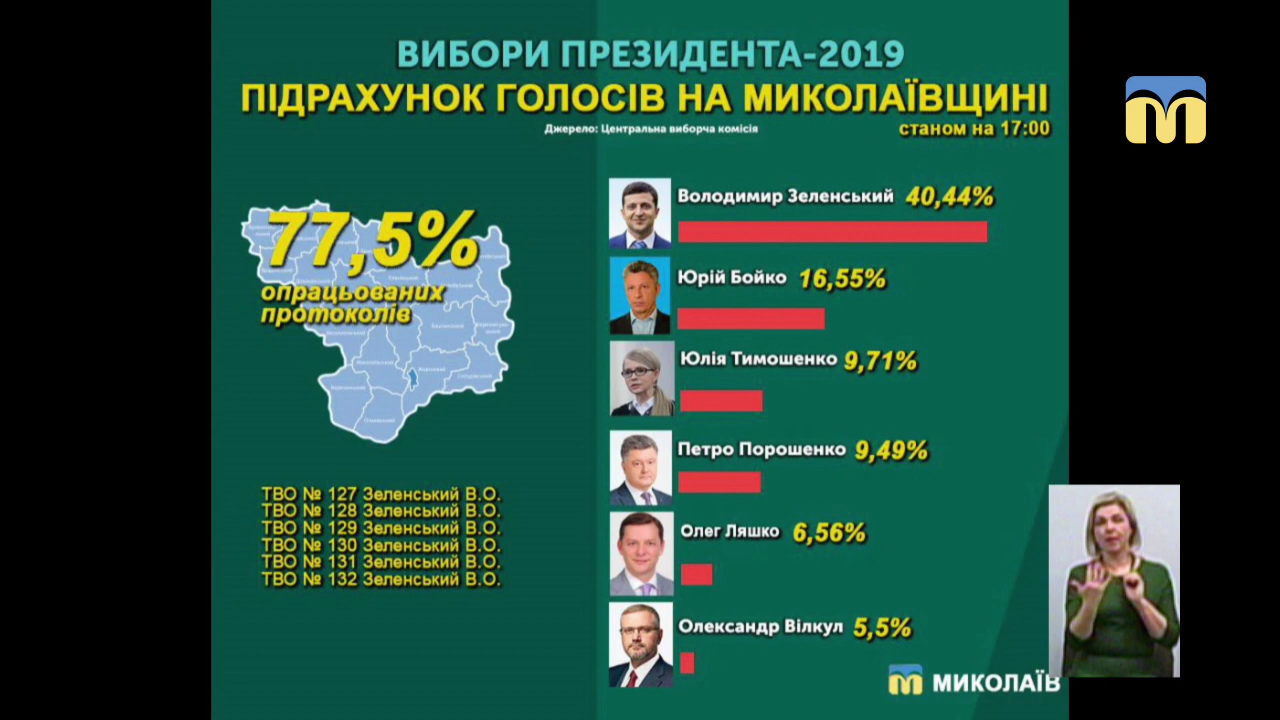 ВИБОРИ ПРЕЗИДЕНТА-2019
ПІДРАХУНОК ГОЛОСІВ НА МИКОЛАЇВЩИНІ
Джерело: Центральна виборча комісія
станом на 17:00
77,5%
опрацьованих
протоколів
ТВО № 127 Зеленський В.О.
ТВО № 128 Зеленський В.О.
ТВО № 129 Зеленський В.О.
ТВО № 130 Зеленський В.О.
ТВО № 131 Зеленський В.О.
ТВО № 132 Зеленський В.О.
Володимир Зеленський 40,44%
Юрій Бойко 16,55%
Юлія Тимошенко 9,71%
Петро Порошенко 9,49%
Олег Ляшко 6,56%
Олександр Вілкул 5,5%
МИКОЛАЇВ